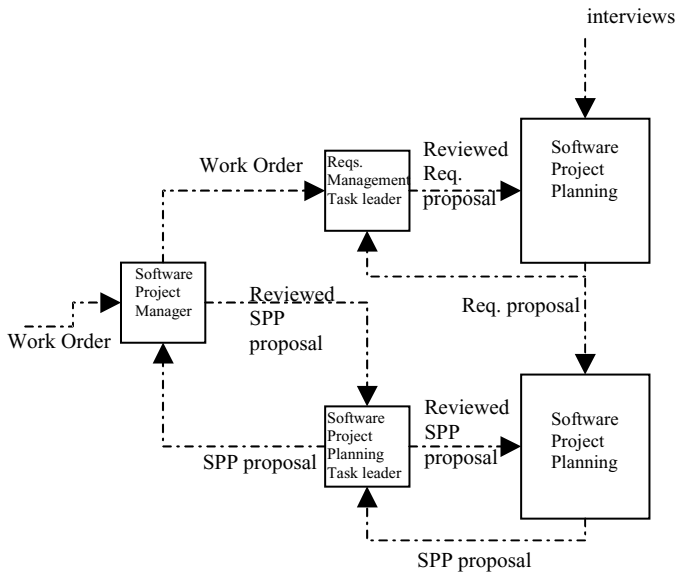 interviews
Work Order
Reqs.
Management
Task leader
Reviewed
Req.
proposal
Software
Project
Planning
Software
Project
Manager
Work Order
Reviewed
SPP
proposal
Req. proposal
SPP proposal
Software
Project
Planning
Task leader
Reviewed
SPP
proposal
Software
Project
Planning
SPP proposal